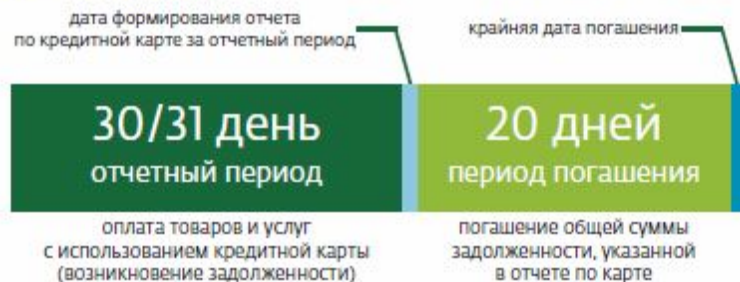 дата формирования отчета
по кредитной карте за отчетный период
крайняя дата погашения
30/31 день
отчетный период
20 дней
период погашения
оплата товаров и услуг
с использованием кредитной карты
(возникновение задолженности)
погашение общей суммы
задолженности, указанной
в отчете по карте